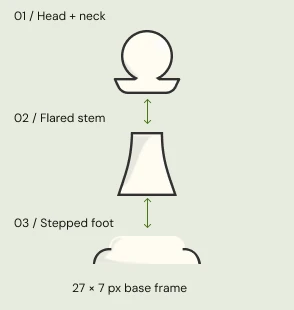 01 / Head + neck
02 / Flared stem
03 / Stepped foot
27 × 7 px base frame